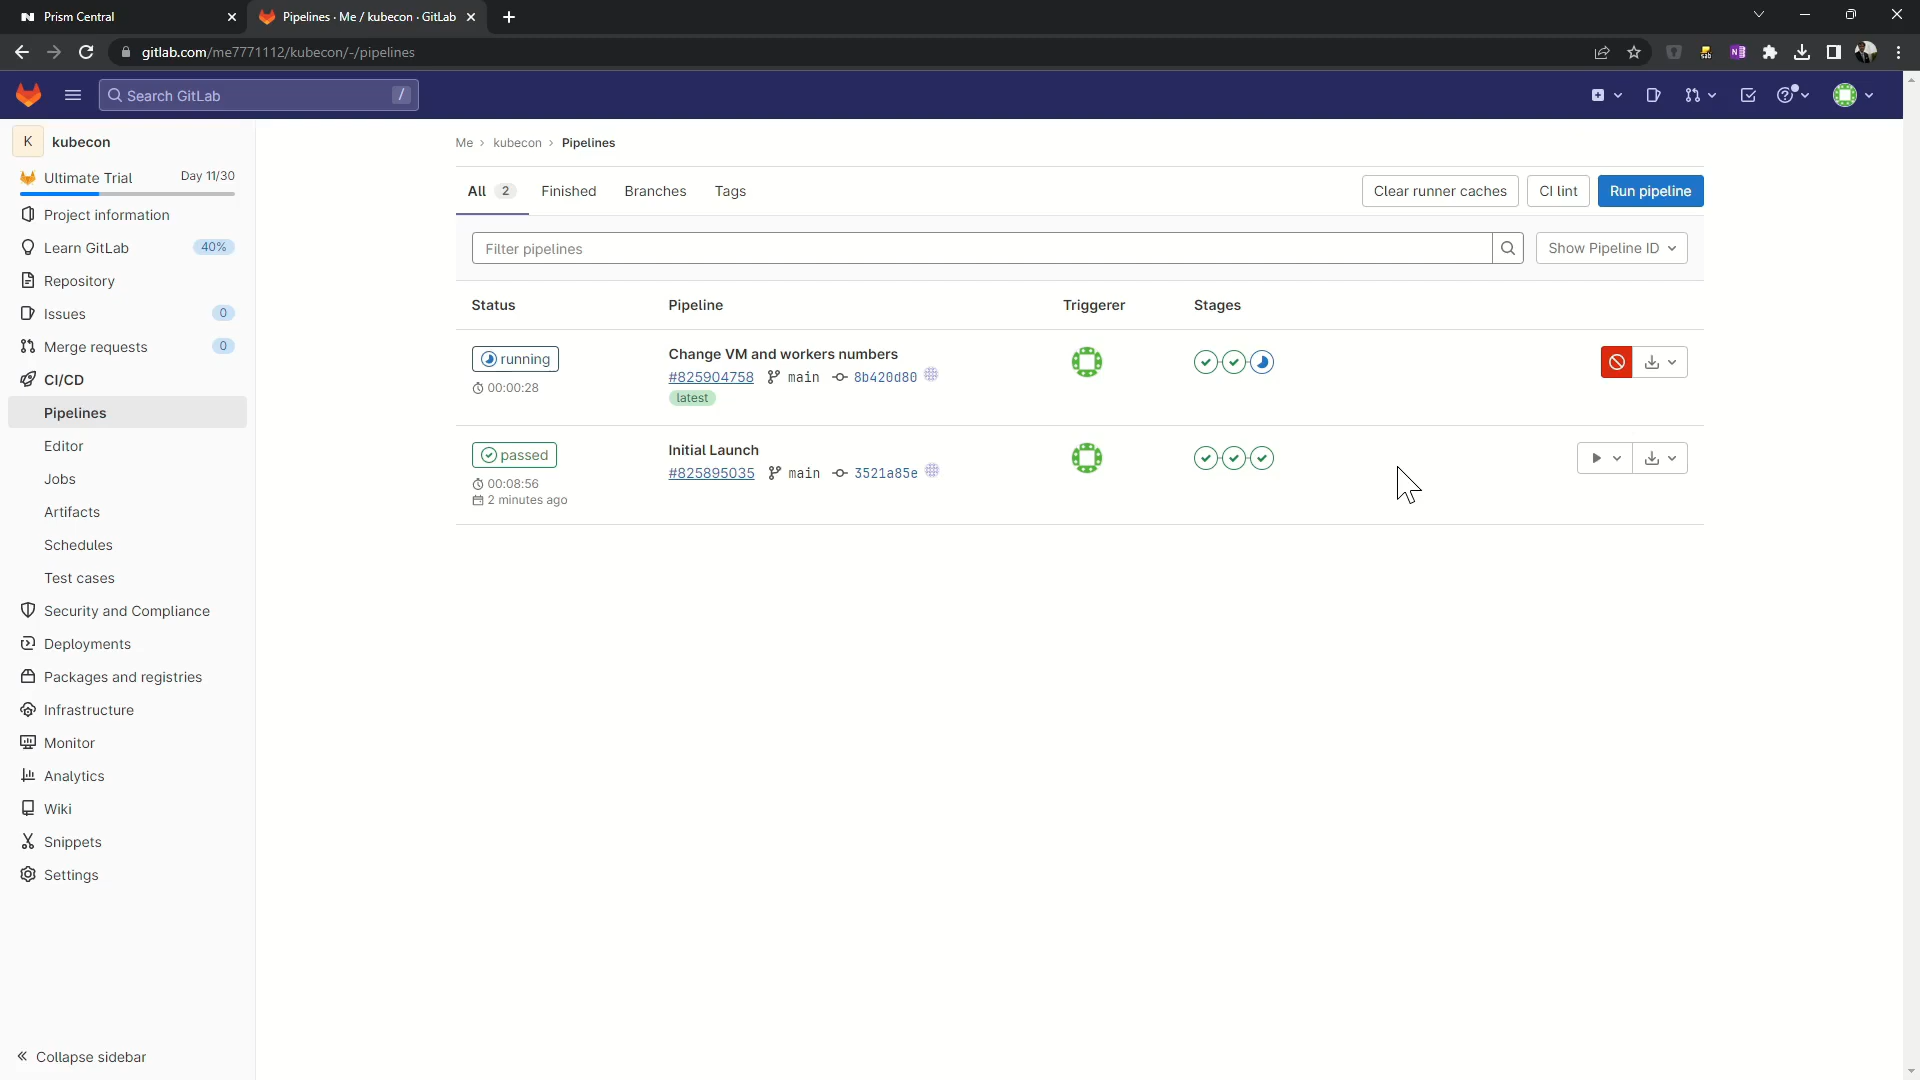 Prism Central
Pipelines · Me / kubecon · GitLab
gitlab.com/me7771112/kubecon/-/pipelines
Search GitLab /
K kubecon
Ultimate Trial Day 11/30
Project information
Learn GitLab 40%
Repository
Issues 0
Merge requests 0
CI/CD
Pipelines
Editor
Jobs
Artifacts
Schedules
Test cases
Security and Compliance
Deployments
Packages and registries
Infrastructure
Monitor
Analytics
Wiki
Snippets
Settings
Collapse sidebar
Me › kubecon › Pipelines
All 2 Finished Branches Tags Clear runner caches CI lint Run pipeline
Filter pipelines Show Pipeline ID
Status Pipeline Triggerer Stages
running Change VM and workers numbers
00:00:28 #825904758 main 8b420d80
latest
passed Initial Launch
00:08:56 #825895035 main 3521a85e
2 minutes ago